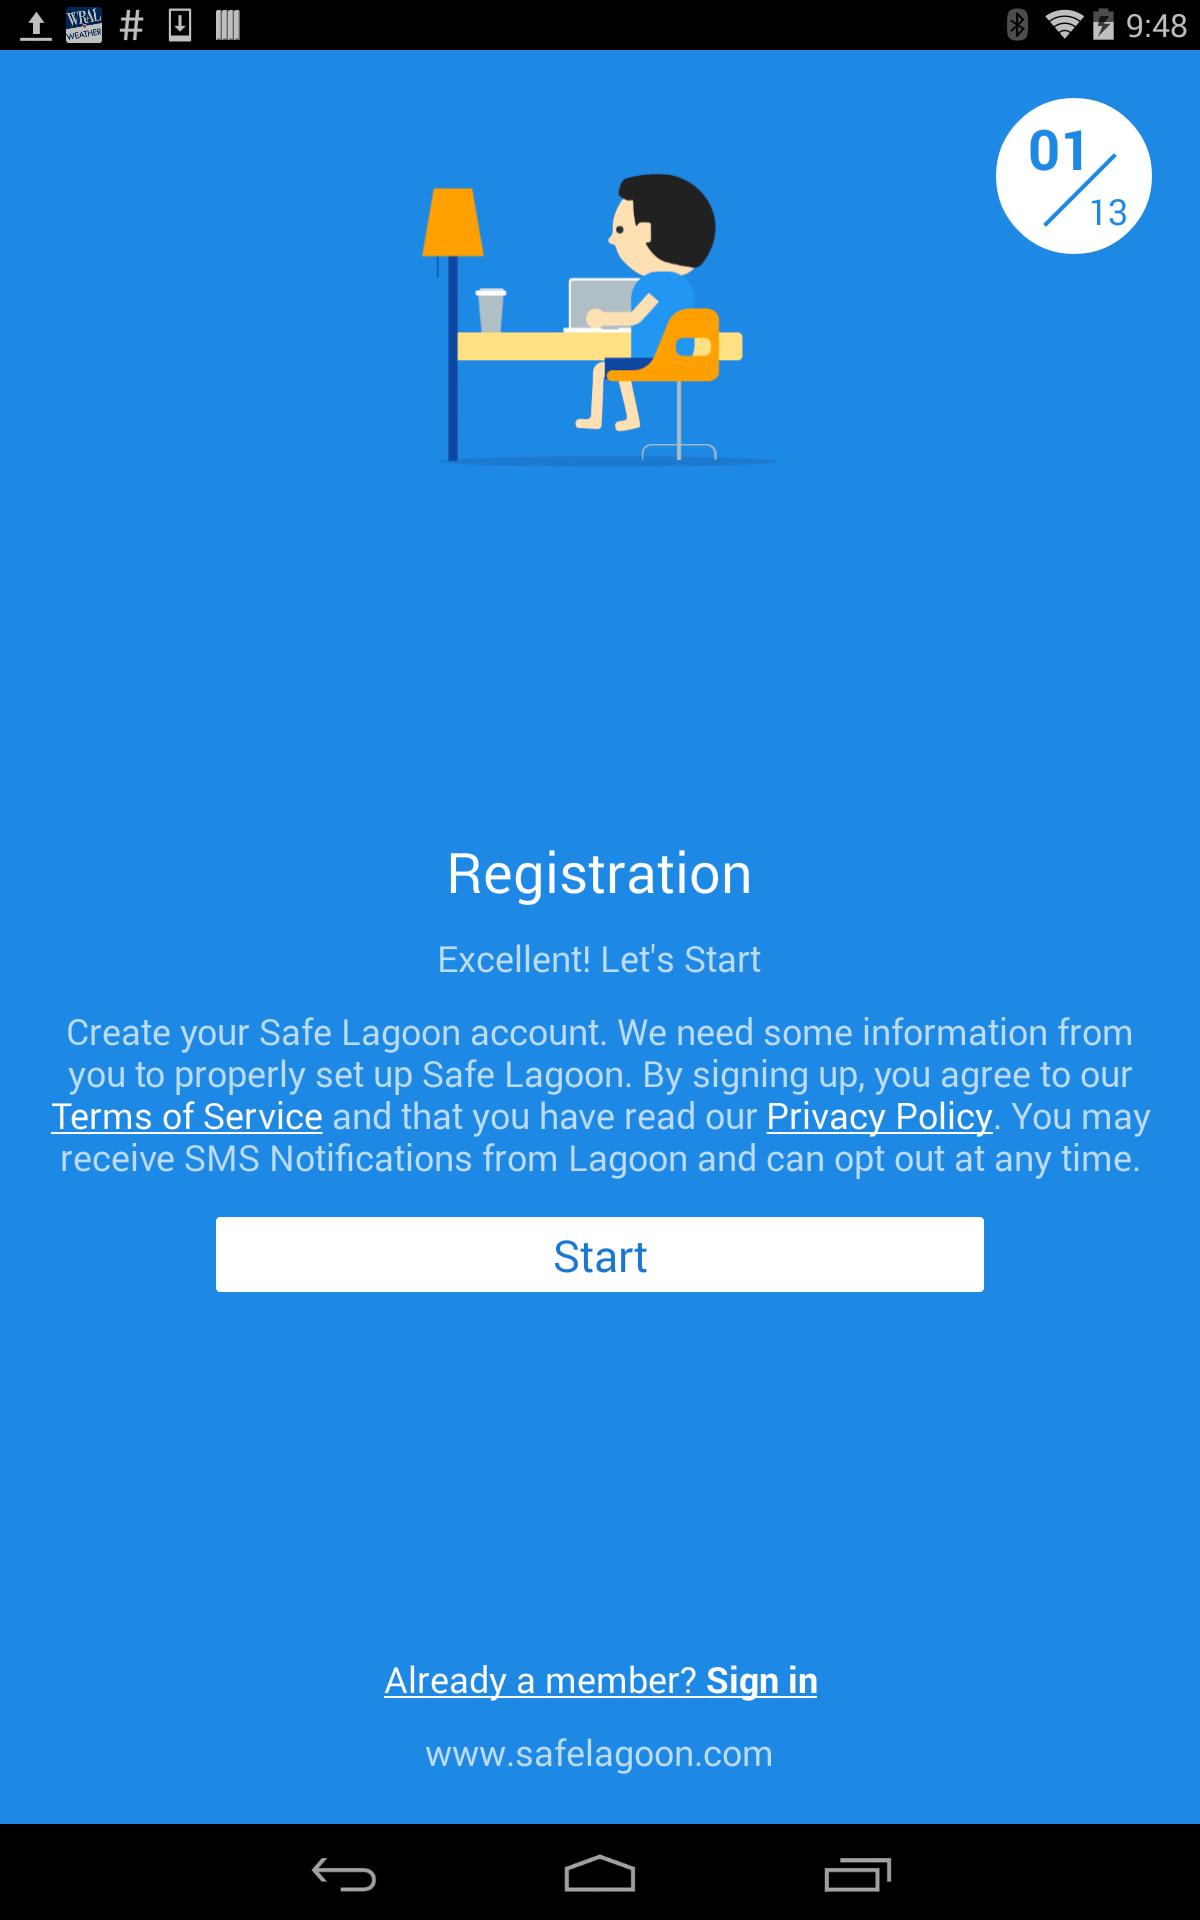 WRAL
WEATHER
9:48
01
13
Registration
Excellent! Let's Start
Create your Safe Lagoon account. We need some information from
you to properly set up Safe Lagoon. By signing up, you agree to our
Terms of Service and that you have read our Privacy Policy. You may
receive SMS Notifications from Lagoon and can opt out at any time.
Start
Already a member? Sign in
www.safelagoon.com